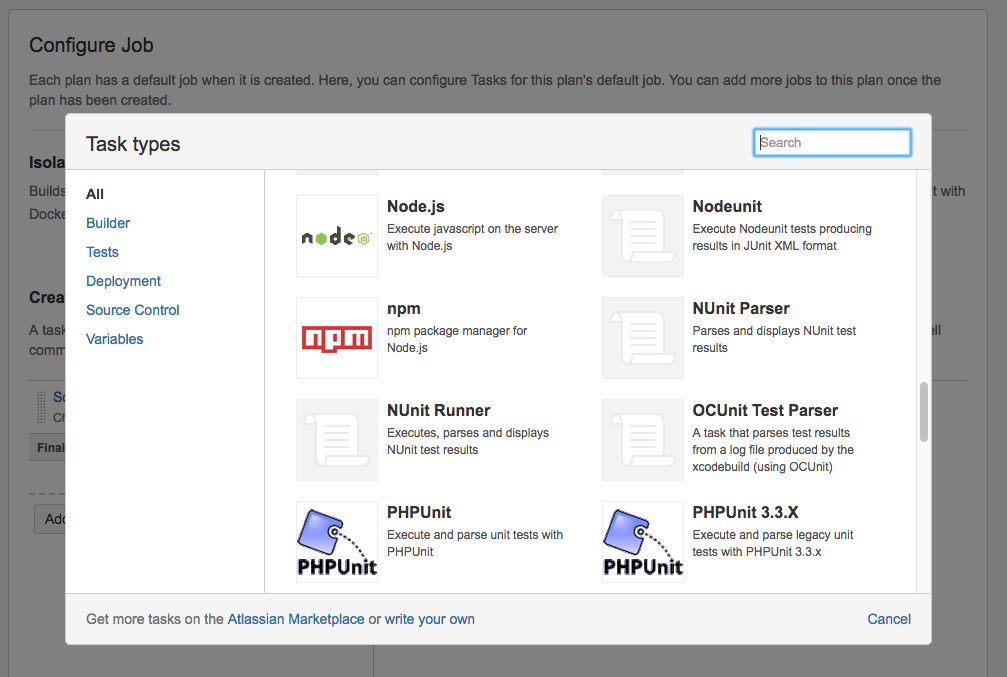 Configure Job
Each plan has a default job when it is created. Here, you can configure Tasks for this plan's default job. You can add more jobs to this plan once the
plan has been created.
Task types
Search
Isola
Builds
t with
Docke
Crea
A task
ell
comm
So
Ch
Final
Add
All
Builder
Tests
Deployment
Source Control
Variables
node js
Node.js
Execute javascript on the server
with Node.js
Nodeunit
Execute Nodeunit tests producing
results in JUnit XML format
npm
npm
npm package manager for
Node.js
NUnit Parser
Parses and displays NUnit test
results
NUnit Runner
Executes, parses and displays
NUnit test results
OCUnit Test Parser
A task that parses test results
from a log file produced by the
xcodebuild (using OCUnit)
PHPUnit
PHPUnit
Execute and parse unit tests with
PHPUnit
PHPUnit
PHPUnit 3.3.X
Execute and parse legacy unit
tests with PHPUnit 3.3.x
Get more tasks on the Atlassian Marketplace or write your own
Cancel